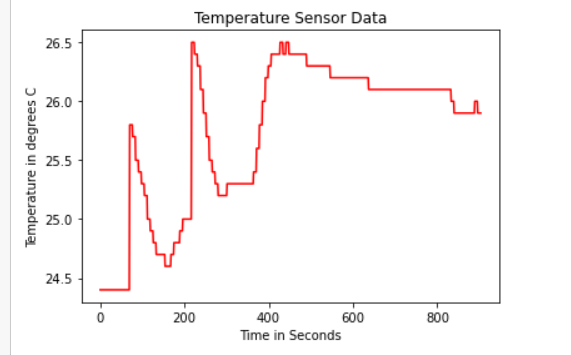 Temperature Sensor Data
Temperature in degrees C
26.5
26.0
25.5
25.0
24.5
0 200 400 600 800
Time in Seconds